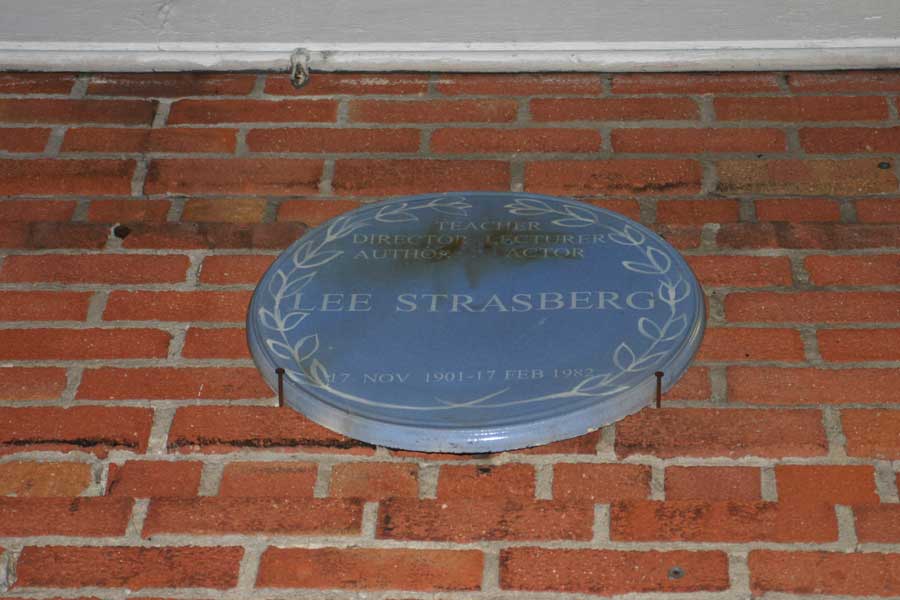 TEACHER
DIRECTOR LECTURER
AUTHOR ACTOR
LEE STRASBERG
17 NOV 1901-17 FEB 1982